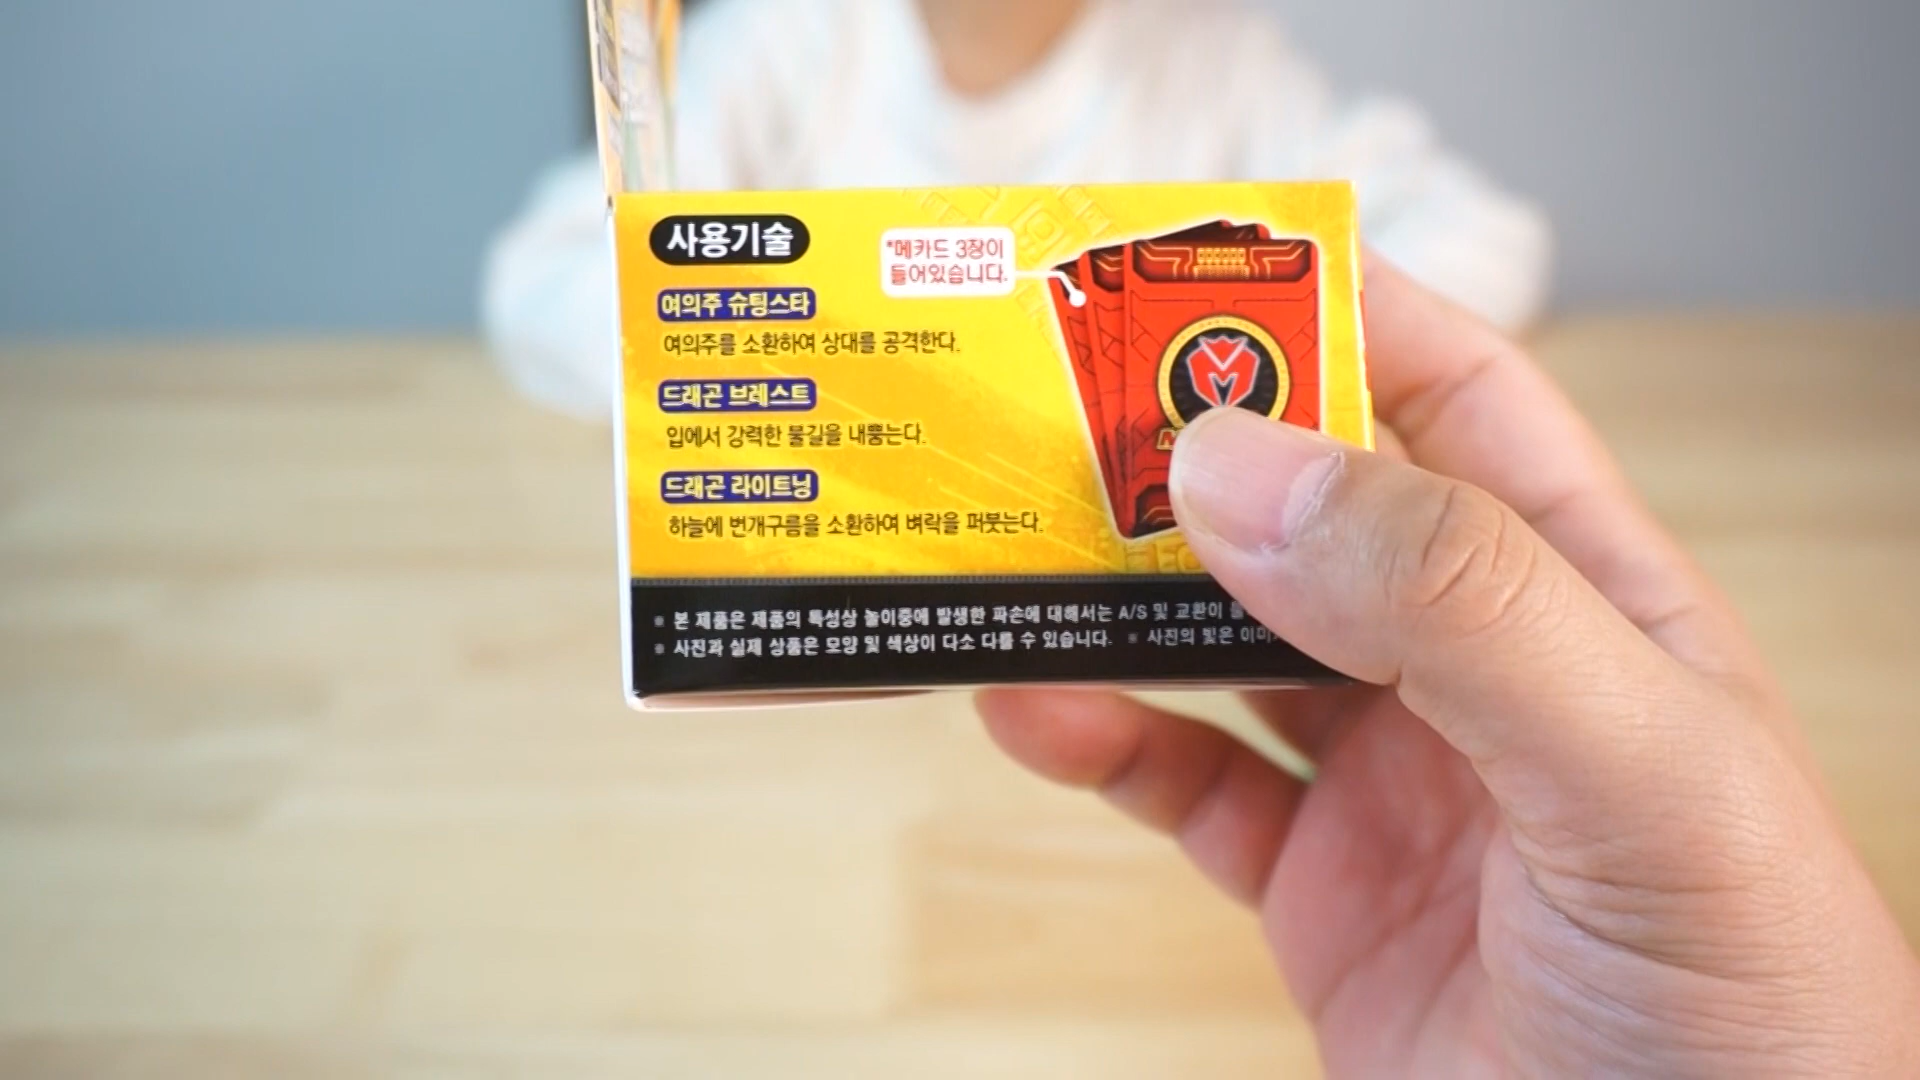 사용기술
*메카드 3장이
들어있습니다.
여의주 슈팅스타
여의주를 소환하여 상대를 공격한다.
드래곤 브레스트
입에서 강력한 불길을 내뿜는다.
드래곤 라이트닝
하늘에 번개구름을 소환하여 벼락을 퍼붓는다.
※ 본 제품은 제품의 특성상 놀이중에 발생한 파손에 대해서는 A/S 및 교환이
※ 사진과 실제 상품은 모양 및 색상이 다소 다를 수 있습니다. ※ 사진의 빛은